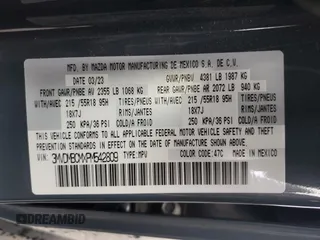 MFD. BY MAZDA MOTOR MANUFACTURING DE MEXICO S.A. DE C.V.
DATE 03/23 GVWR/PNBV 4381 LB 1987 KG
FRONT GAWR/PNBE AV 2355 LB 1068 KG REAR GAWR/PNBE AR 2072 LB 940 KG
WITH/AVEC TIRES/PNEUS RIMS/JANTES 215/55R18 95H 18X7J WITH/AVEC TIRES/PNEUS RIMS/JANTES 215/55R18 95H 18X7J
250 KPA/36 PSI COLD/A FROID 250 KPA/36 PSI COLD/A FROID
THIS VEHICLE CONFORMS TO ALL APPLICABLE
FEDERAL MOTOR VEHICLE SAFETY, BUMPER, AND THEFT
PREVENTION STANDARDS IN EFFECT ON THE DATE OF
MANUFACTURE SHOWN ABOVE.
TYPE: MPV COLOR: 47C MADE IN MEXICO